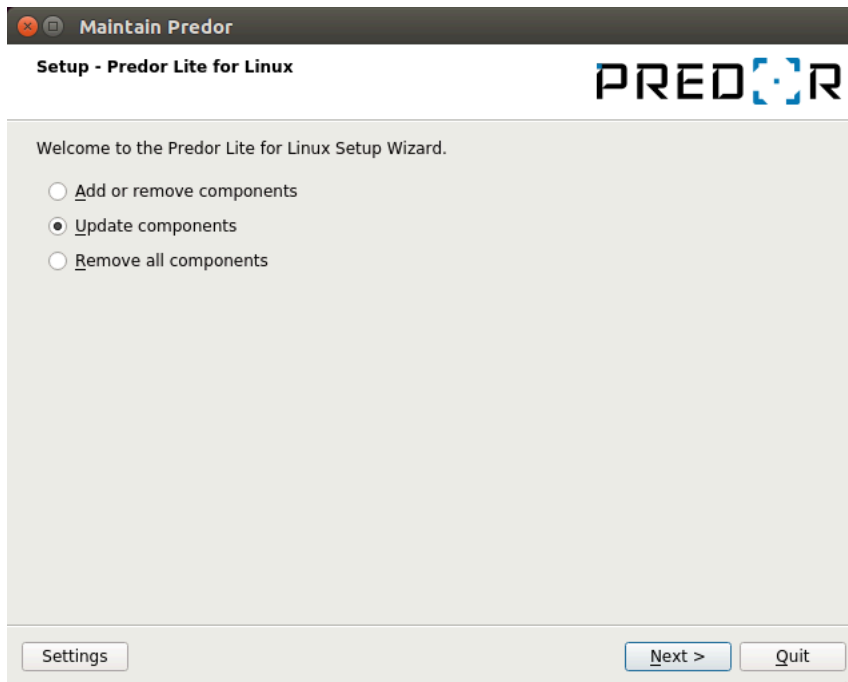 Maintain Predor
Setup - Predor Lite for Linux
PREDOR
Welcome to the Predor Lite for Linux Setup Wizard.
Add or remove components
Update components
Remove all components
Settings
Next >
Quit